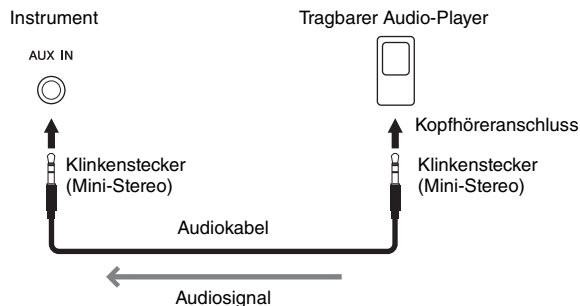 Instrument
Tragbarer Audio-Player
AUX IN
Kopfhöreranschluss
Klinkenstecker
(Mini-Stereo)
Klinkenstecker
(Mini-Stereo)
Audiokabel
Audiosignal